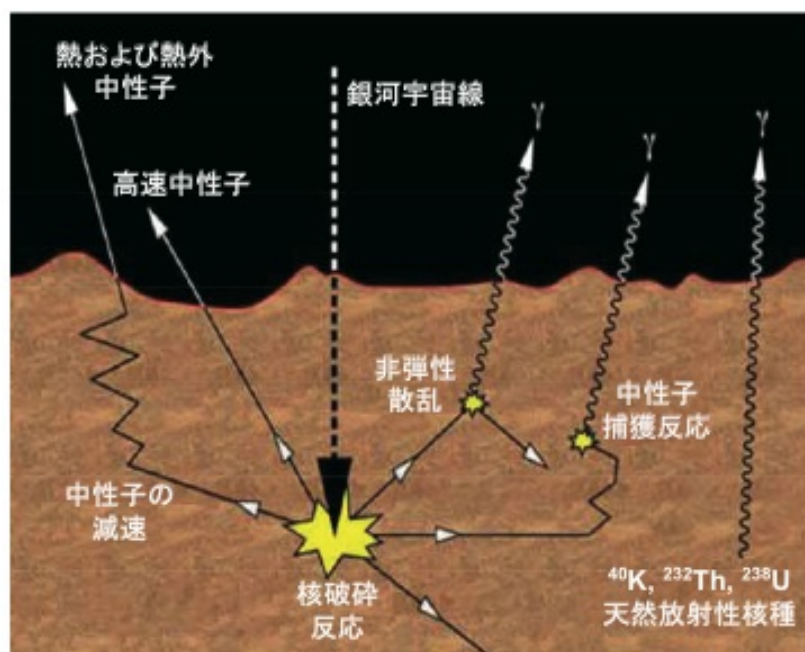 熱および熱外
中性子
銀河宇宙線
高速中性子
γ
γ
γ
非弾性
散乱
中性子
捕獲反応
中性子の
減速
核破砕
反応
⁴⁰K, ²³²Th, ²³⁸U
天然放射性核種